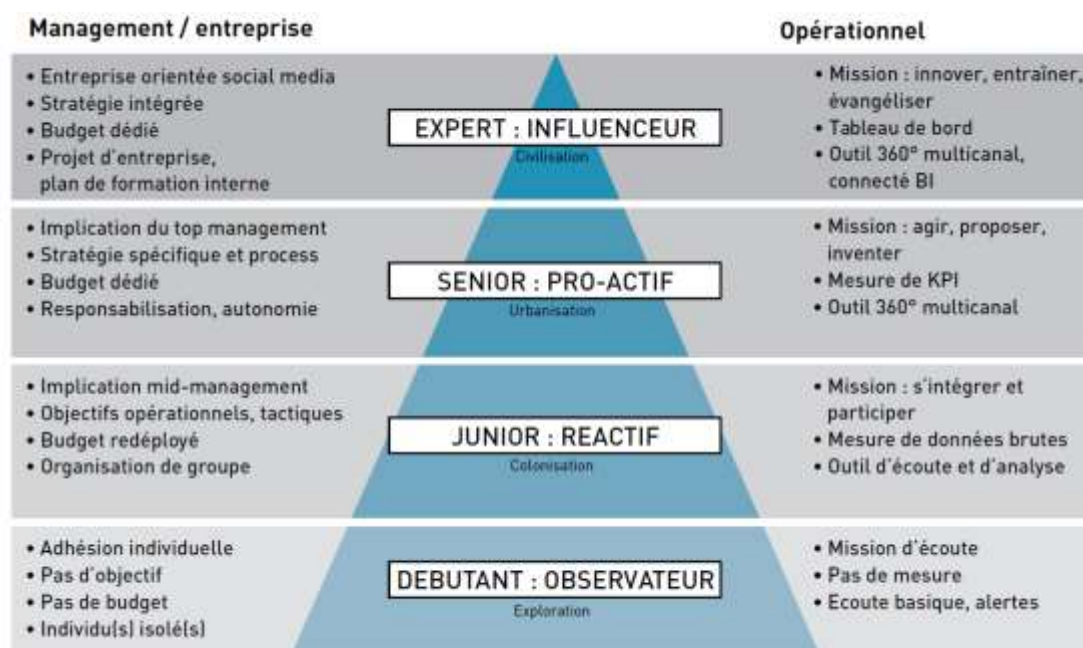 Management / entreprise
Opérationnel
• Entreprise orientée social media
• Stratégie intégrée
• Budget dédié
• Projet d'entreprise,
plan de formation interne
EXPERT : INFLUENCEUR
Civilisation
• Mission : innover, entraîner,
évangéliser
• Tableau de bord
• Outil 360° multicanal,
connecté BI
• Implication du top management
• Stratégie spécifique et process
• Budget dédié
• Responsabilisation, autonomie
SENIOR : PRO-ACTIF
Urbanisation
• Mission : agir, proposer,
inventer
• Mesure de KPI
• Outil 360° multicanal
• Implication mid-management
• Objectifs opérationnels, tactiques
• Budget redéployé
• Organisation de groupe
JUNIOR : REACTIF
Colonisation
• Mission : s'intégrer et
participer
• Mesure de données brutes
• Outil d'écoute et d'analyse
• Adhésion individuelle
• Pas d'objectif
• Pas de budget
• Individu(s) isolé(s)
DEBUTANT : OBSERVATEUR
Exploration
• Mission d'écoute
• Pas de mesure
• Ecoute basique, alertes